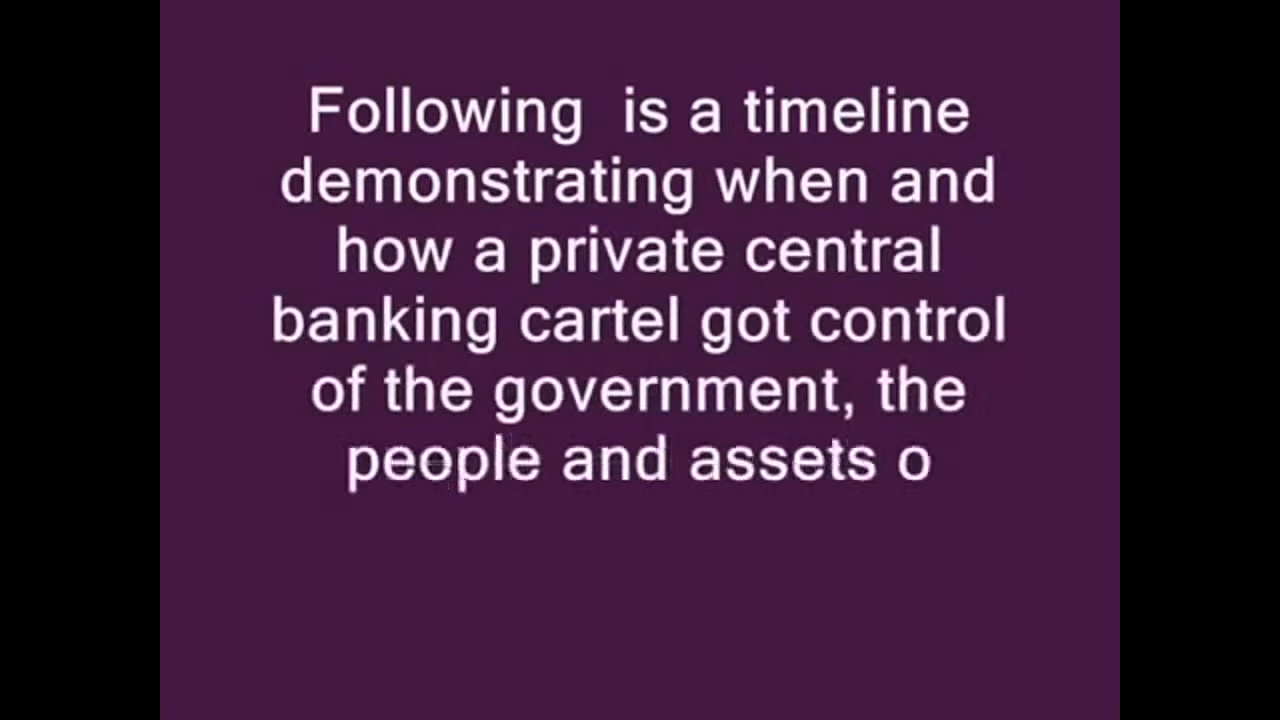 Following  is a timeline
demonstrating when and
how a private central
banking cartel got control
of the government, the
people and assets o